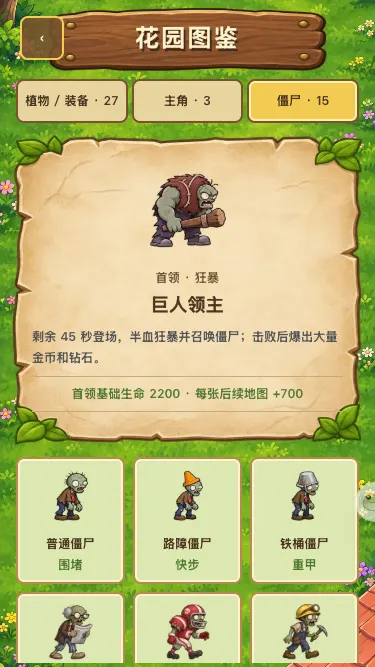 ‹
花园图鉴
植物 / 装备 · 27
主角 · 3
僵尸 · 15
首领 · 狂暴
巨人领主
剩余 45 秒登场，半血狂暴并召唤僵尸；击败后爆出大量
金币和钻石。
首领基础生命 2200 · 每张后续地图 +700
普通僵尸
围堵
路障僵尸
快步
铁桶僵尸
重甲